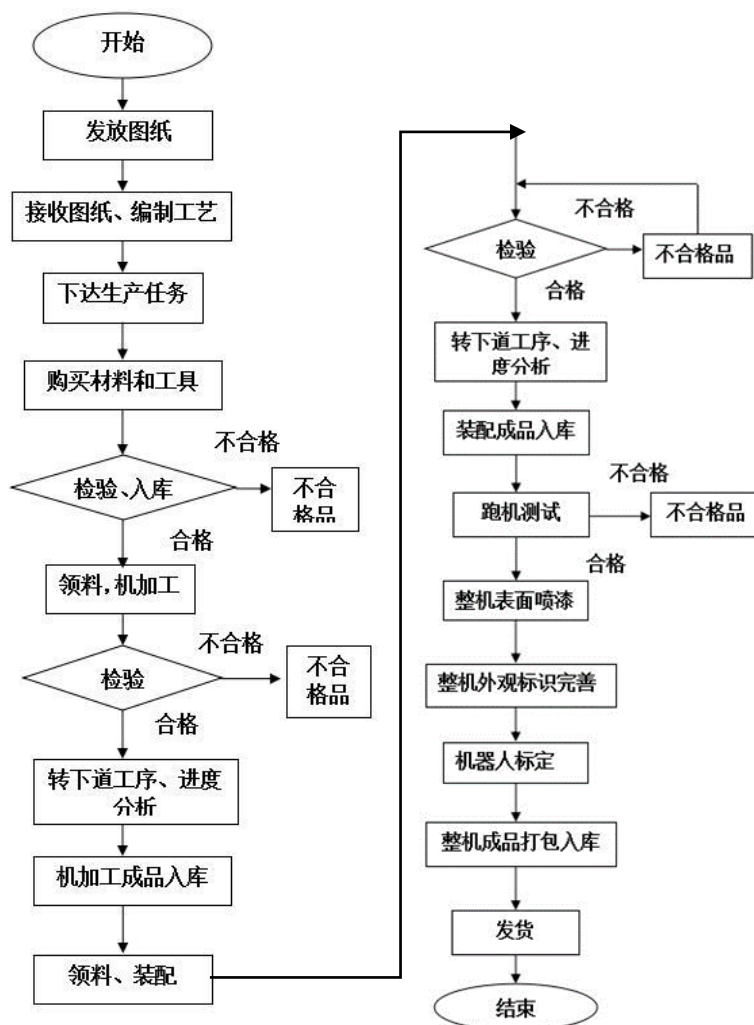 开始
发放图纸
接收图纸、编制工艺
下达生产任务
购买材料和工具
不合格
检验、入库
不合
格品
合格
领料,机加工
不合格
检验
不合
格品
合格
转下道工序、进度
分析
机加工成品入库
领料、装配
不合格
检验
不合格品
合格
转下道工序、进
度分析
装配成品入库
不合格
跑机测试
不合格品
合格
整机表面喷漆
整机外观标识完善
机器人标定
整机成品打包入库
发货
结束